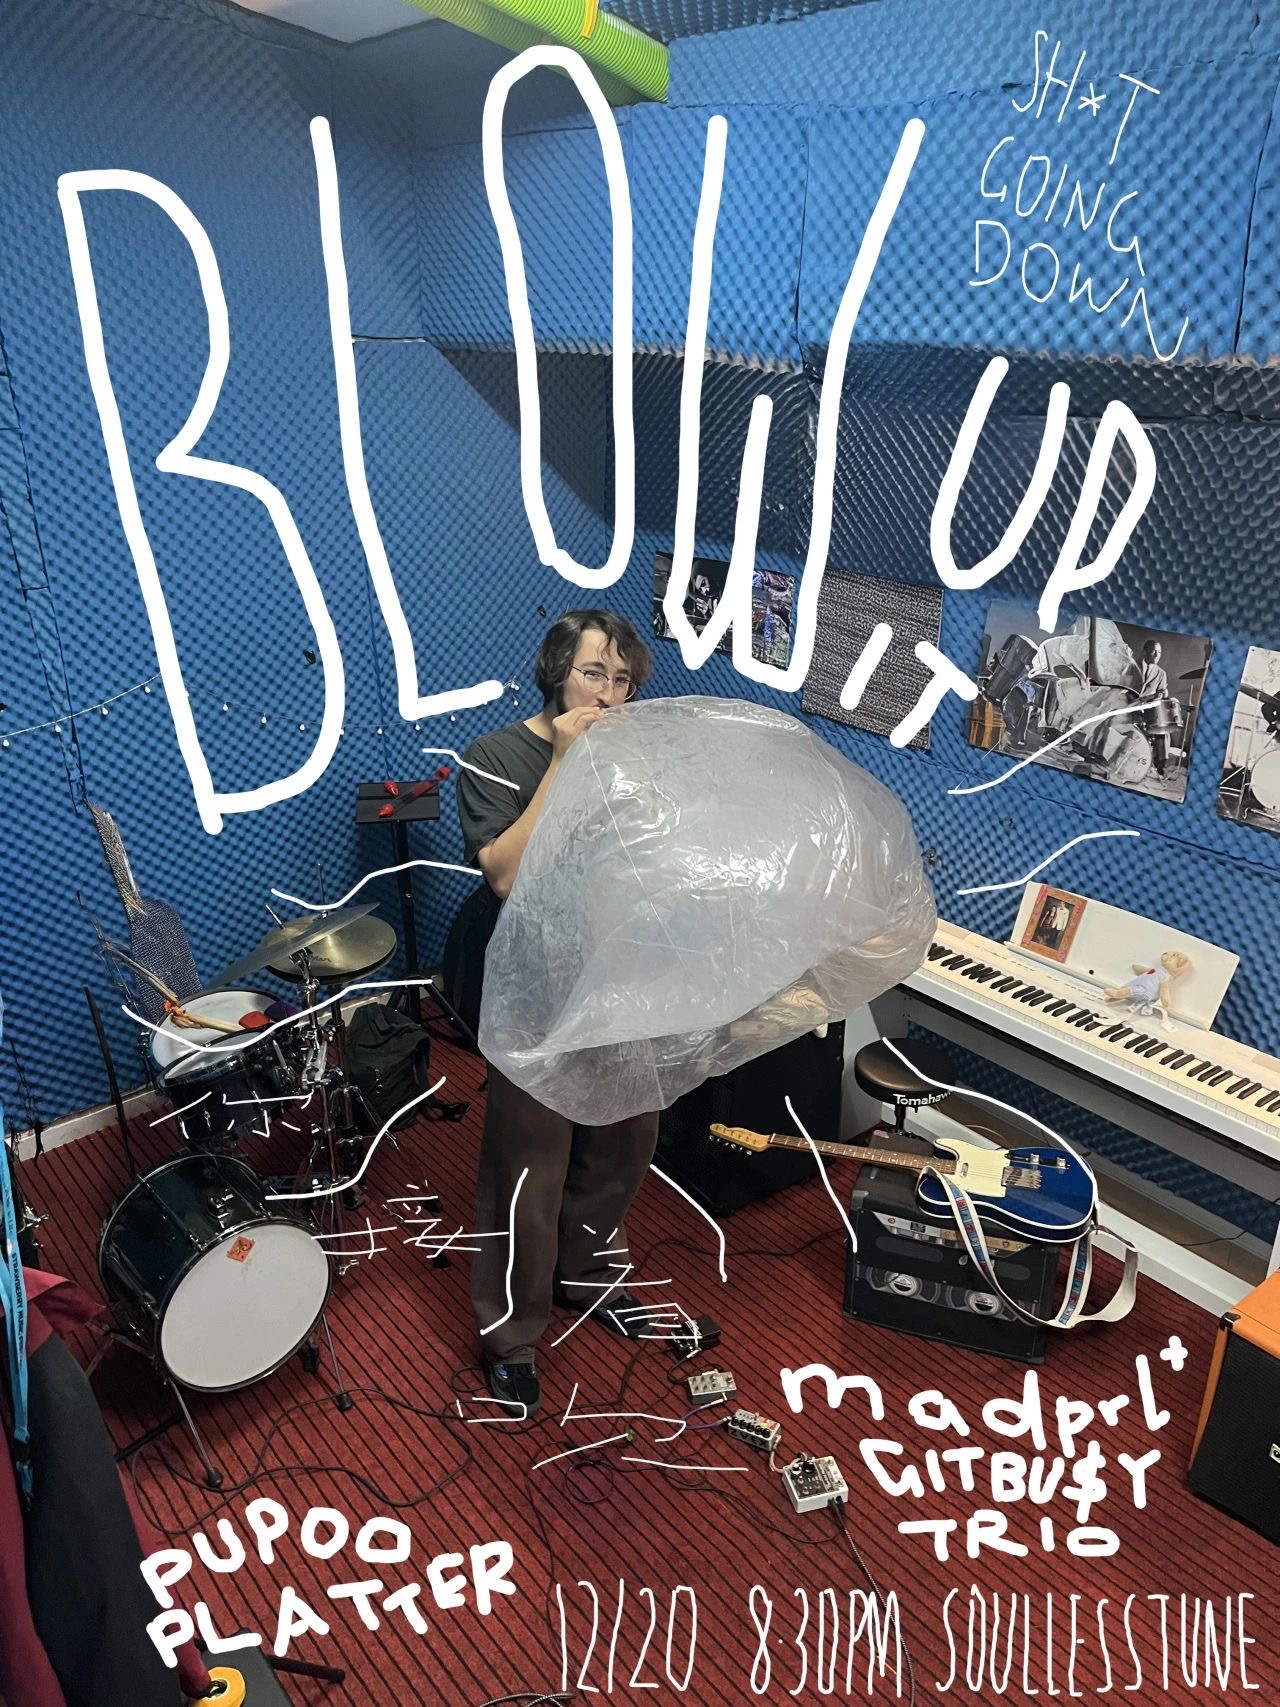 SH*T
GOING
DOWN
BLOW
UP
IT
Tomahawk
madprl+
GITBU$Y
TRIO
PUPOO
PLATTER
12/20 8:30PM SOULLESSTUNE